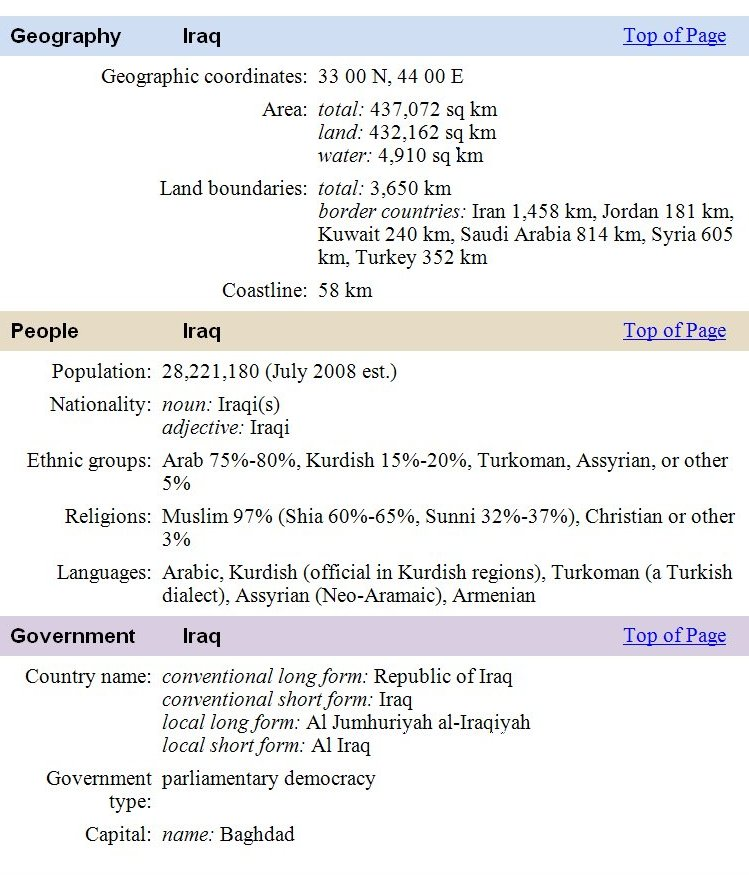 Geography Iraq Top of Page
Geographic coordinates: 33 00 N, 44 00 E
Area: total: 437,072 sq km
land: 432,162 sq km
water: 4,910 sq km
Land boundaries: total: 3,650 km
border countries: Iran 1,458 km, Jordan 181 km,
Kuwait 240 km, Saudi Arabia 814 km, Syria 605
km, Turkey 352 km
Coastline: 58 km
People Iraq Top of Page
Population: 28,221,180 (July 2008 est.)
Nationality: noun: Iraqi(s)
adjective: Iraqi
Ethnic groups: Arab 75%-80%, Kurdish 15%-20%, Turkoman, Assyrian, or other
5%
Religions: Muslim 97% (Shia 60%-65%, Sunni 32%-37%), Christian or other
3%
Languages: Arabic, Kurdish (official in Kurdish regions), Turkoman (a Turkish
dialect), Assyrian (Neo-Aramaic), Armenian
Government Iraq Top of Page
Country name: conventional long form: Republic of Iraq
conventional short form: Iraq
local long form: Al Jumhuriyah al-Iraqiyah
local short form: Al Iraq
Government parliamentary democracy
type:
Capital: name: Baghdad